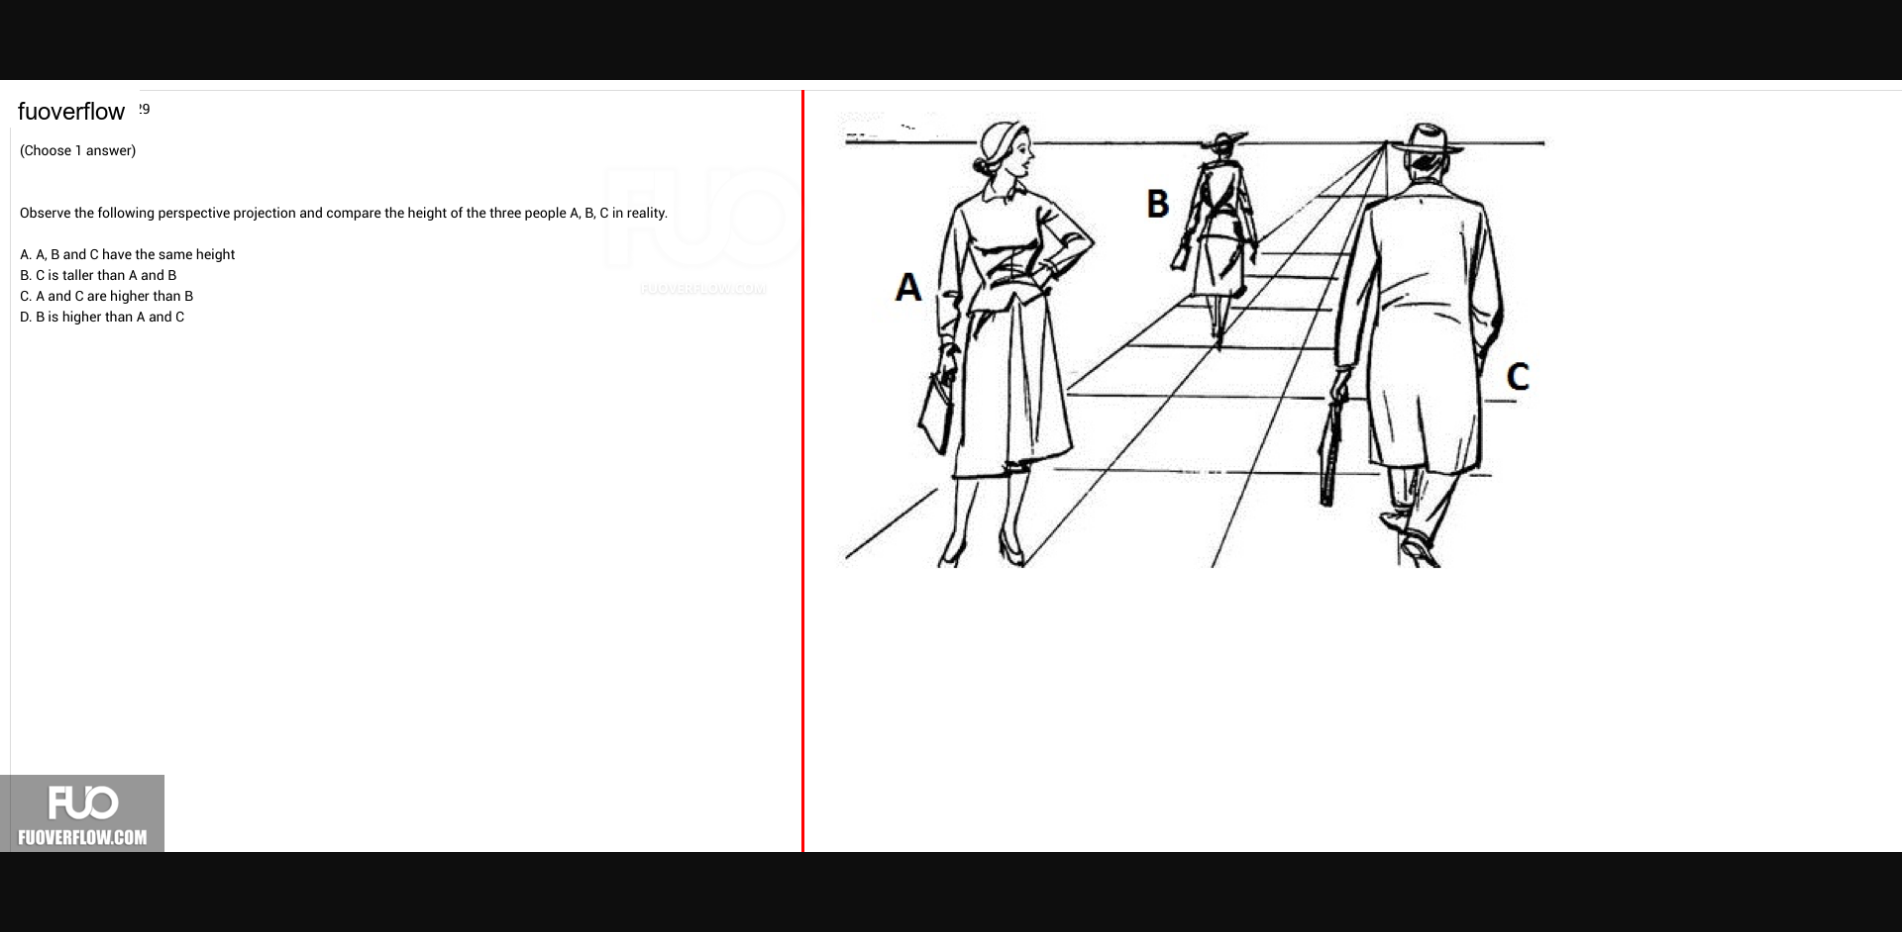 fuoverflow
29
(Choose 1 answer)
Observe the following perspective projection and compare the height of the three people A, B, C in reality.
A. A, B and C have the same height
B. C is taller than A and B
C. A and C are higher than B
D. B is higher than A and C
FUO
FUOVERFLOW.COM
A
B
C
FUO
FUOVERFLOW.COM